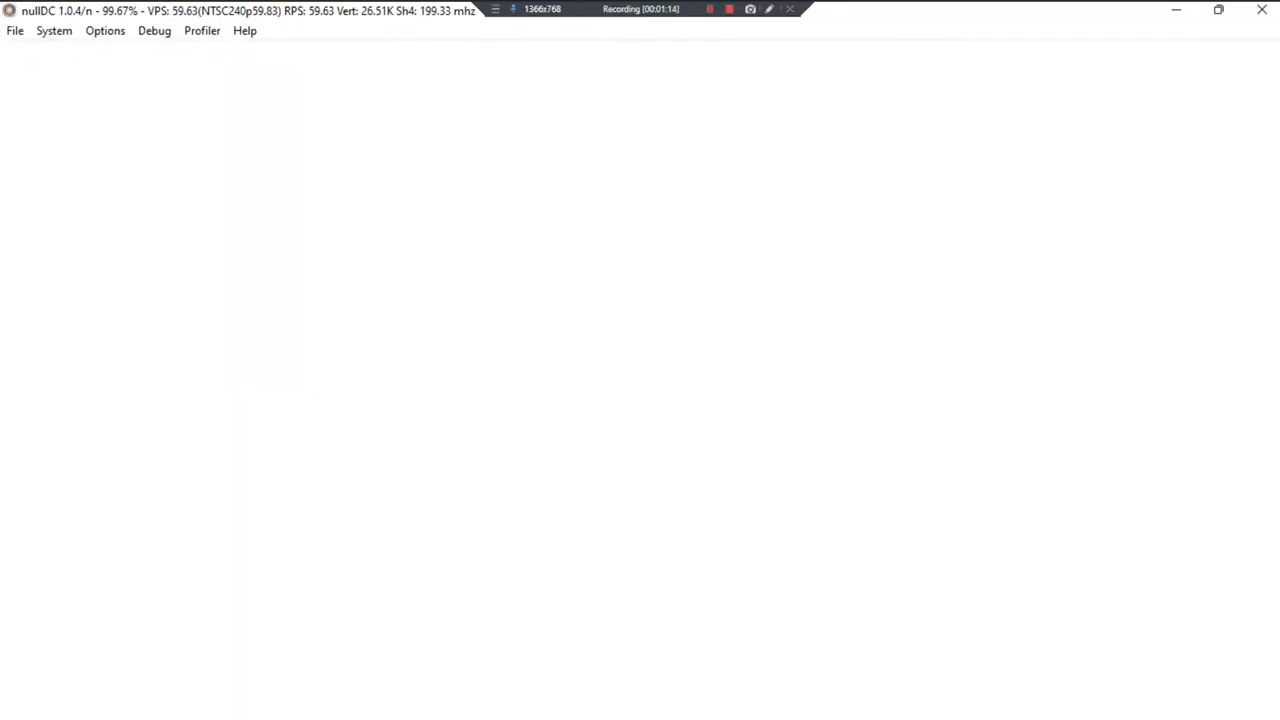 nullDC 1.0.4/n - 99.67% - VPS: 59.63(NTSC240p59.83) RPS: 59.63 Vert: 26.51K Sh4: 199.33 mhz
1366x768 Recording [00:01:14]
File System Options Debug Profiler Help